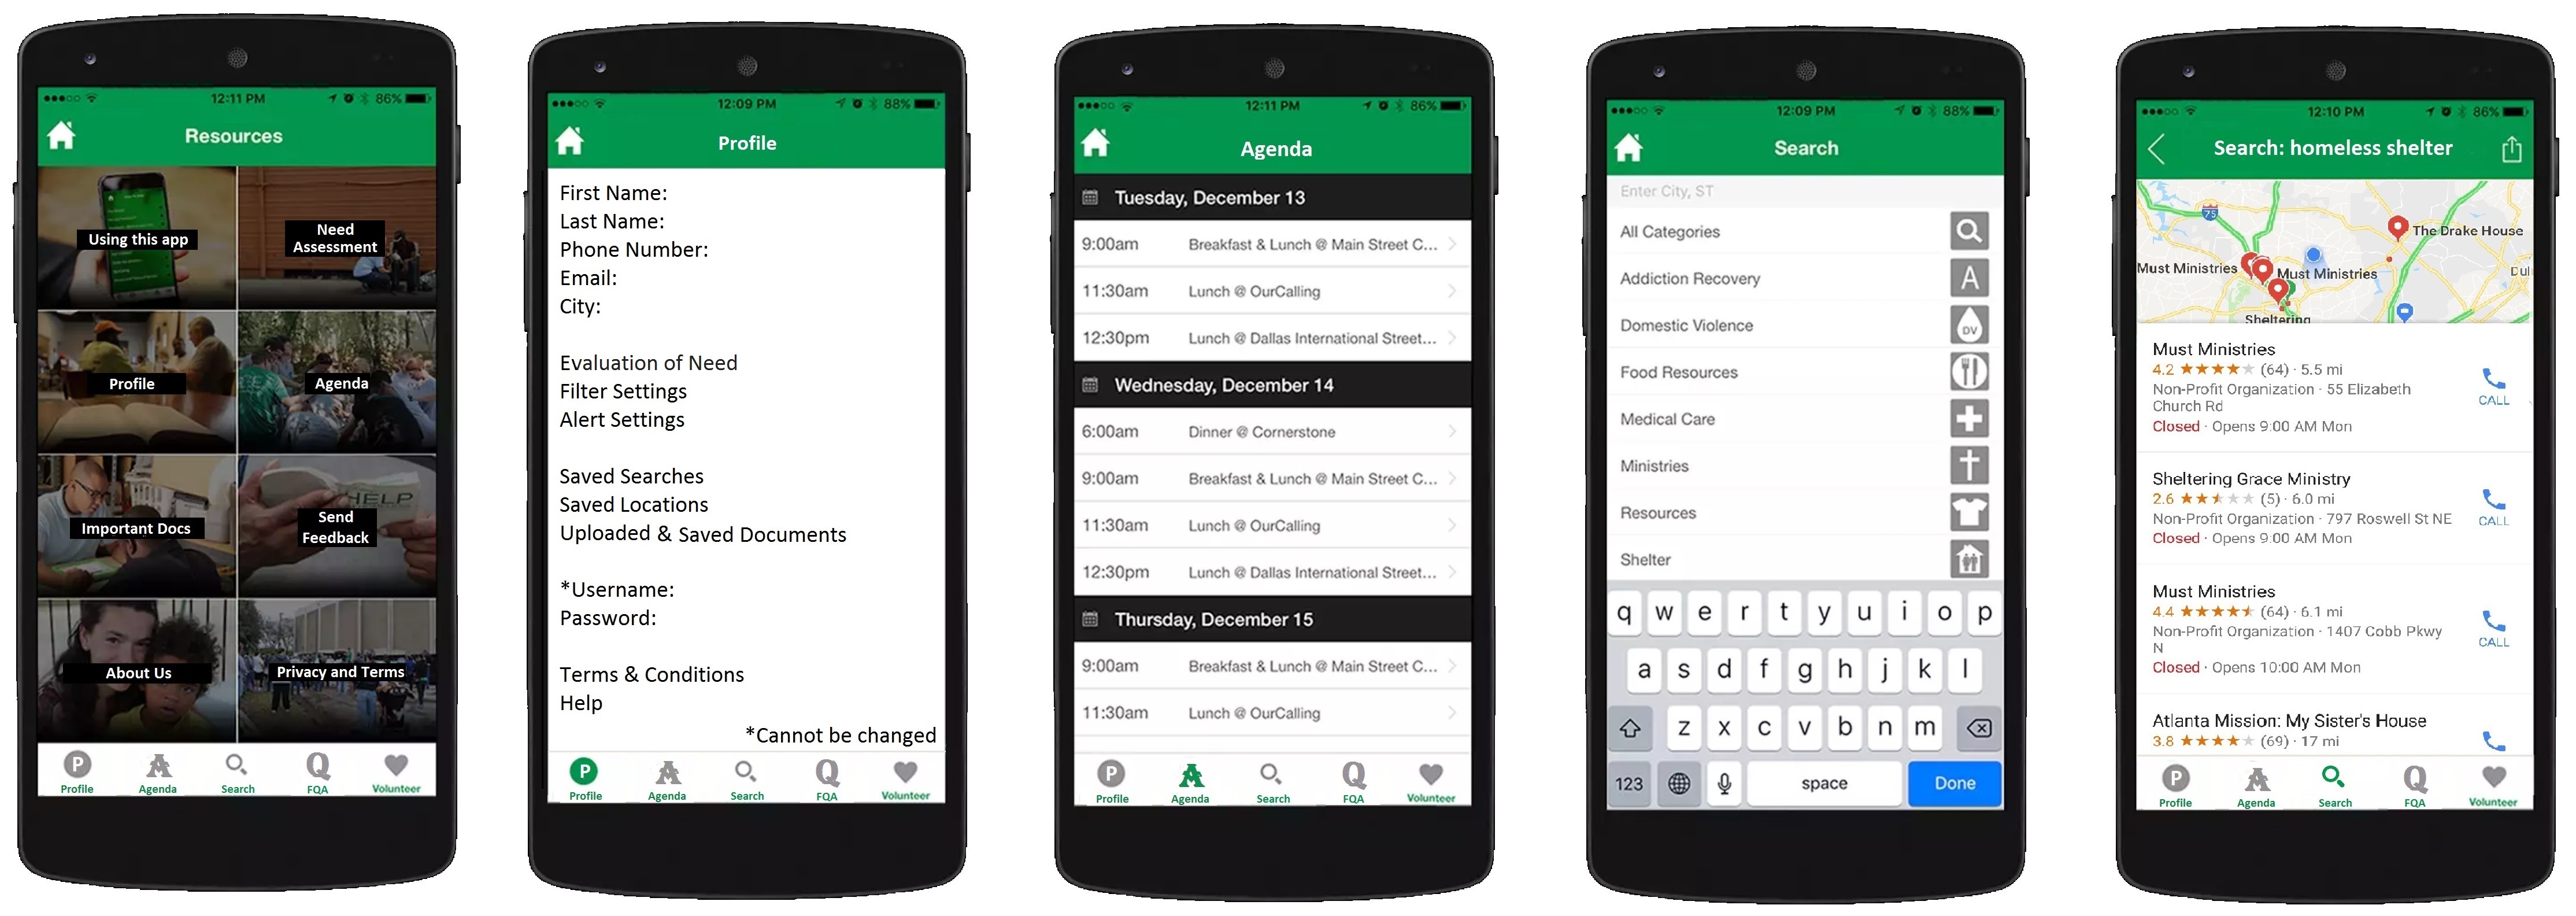 12:11 PM
86%
Resources
Using this app
Need
Assessment
Profile
Agenda
HELP
Important Docs
Send
Feedback
About Us
Privacy and Terms
P
A
Q
Profile
Agenda
Search
FQA
Volunteer
12:09 PM
88%
Profile
First Name:
Last Name:
Phone Number:
Email:
City:
Evaluation of Need
Filter Settings
Alert Settings
Saved Searches
Saved Locations
Uploaded & Saved Documents
*Username:
Password:
Terms & Conditions
Help
*Cannot be changed
P
A
Q
Profile
Agenda
Search
FQA
Volunteer
12:11 PM
86%
Agenda
Tuesday, December 13
9:00am Breakfast & Lunch @ Main Street C...
11:30am Lunch @ OurCalling
12:30pm Lunch @ Dallas International Street...
Wednesday, December 14
6:00am Dinner @ Cornerstone
9:00am Breakfast & Lunch @ Main Street C...
11:30am Lunch @ OurCalling
12:30pm Lunch @ Dallas International Street...
Thursday, December 15
9:00am Breakfast & Lunch @ Main Street C...
11:30am Lunch @ OurCalling
P
A
Q
Profile
Agenda
Search
FQA
Volunteer
12:09 PM
88%
Search
Enter City, ST
All Categories
Addiction Recovery A
Domestic Violence DV
Food Resources
Medical Care
Ministries
Resources
Shelter
q w e r t y u i o p
a s d f g h j k l
z x c v b n m
123 space Done
12:10 PM
86%
Search: homeless shelter
75
The Drake House
Must Ministries
Must Ministries
Dul
Sheltering
Must Ministries
4.2 (64) · 5.5 mi
Non-Profit Organization · 55 Elizabeth
Church Rd
Closed · Opens 9:00 AM Mon
CALL
Sheltering Grace Ministry
2.6 (5) · 6.0 mi
Non-Profit Organization · 797 Roswell St NE
Closed · Opens 9:00 AM Mon
CALL
Must Ministries
4.4 (64) · 6.1 mi
Non-Profit Organization · 1407 Cobb Pkwy
N
Closed · Opens 10:00 AM Mon
CALL
Atlanta Mission: My Sister's House
3.8 (69) · 17 mi
P
A
Q
Profile
Agenda
Search
FQA
Volunteer